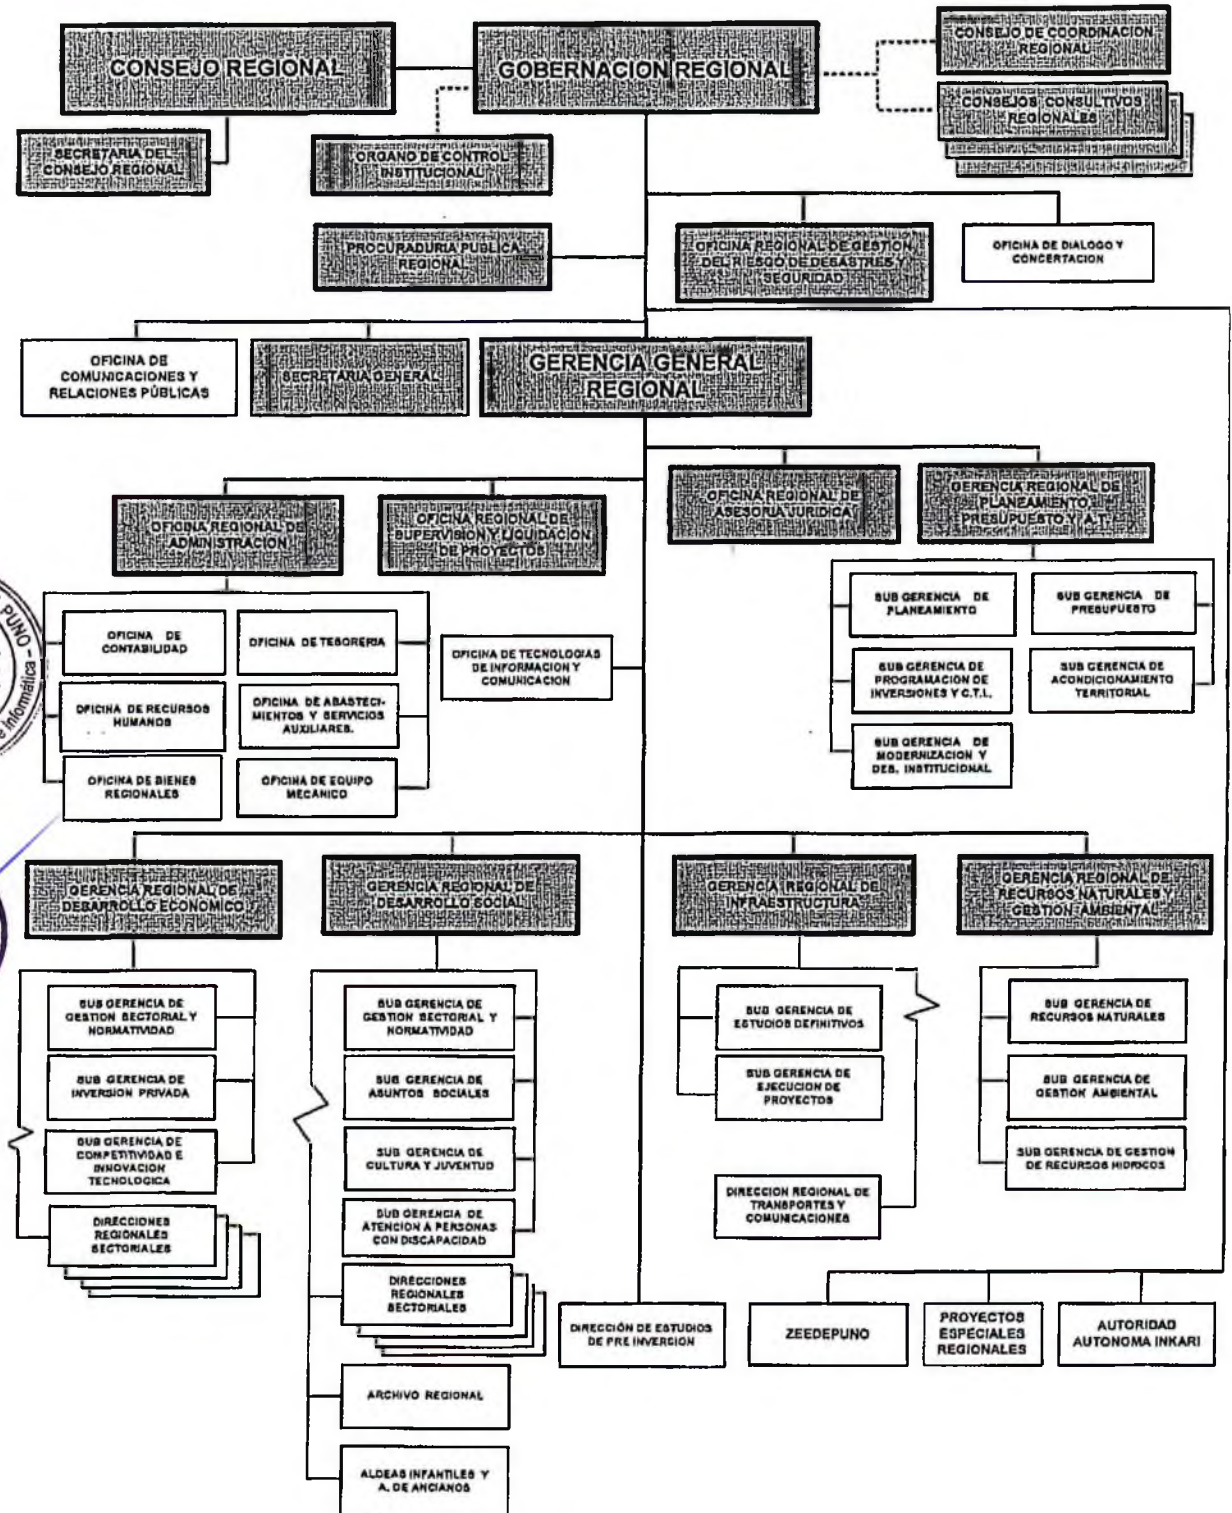 CONSEJO REGIONAL
GOBERNACION REGIONAL
CONSEJO DE COORDINACION
REGIONAL
CONSEJOS CONSULTIVOS
REGIONALES
SECRETARIA DEL
CONSEJO REGIONAL
ORGANO DE CONTROL
INSTITUCIONAL
PROCURADURIA PUBLICA
REGIONAL
OFICINA REGIONAL DE GESTION
DEL RIESGO DE DESASTRES Y
SEGURIDAD
OFICINA DE DIALOGO Y
CONCERTACION
OFICINA DE
COMUNICACIONES Y
RELACIONES PÚBLICAS
SECRETARIA GENERAL
GERENCIA GENERAL
REGIONAL
OFICINA REGIONAL DE
ADMINISTRACION
OFICINA REGIONAL DE
SUPERVISION Y LIQUIDACION
DE PROYECTOS
OFICINA REGIONAL DE
ASESORIA JURIDICA
GERENCIA REGIONAL DE
PLANEAMIENTO,
PRESUPUESTO Y A.T.
OFICINA DE
CONTABILIDAD
OFICINA DE TESORERIA
OFICINA DE TECNOLOGIAS
DE INFORMACION Y
COMUNICACION
OFICINA DE RECURSOS
HUMANOS
OFICINA DE ABASTECI-
MIENTOS Y SERVICIOS
AUXILIARES.
OFICINA DE BIENES
REGIONALES
OFICINA DE EQUIPO
MECÁNICO
SUB GERENCIA DE
PLANEAMIENTO
SUB GERENCIA DE
PRESUPUESTO
SUB GERENCIA DE
PROGRAMACION DE
INVERSIONES Y C.T.I.
SUB GERENCIA DE
ACONDICIONAMIENTO
TERRITORIAL
SUB GERENCIA DE
MODERNIZACION Y
DES. INSTITUCIONAL
PUNO -
e Informática -
GERENCIA REGIONAL DE
DESARROLLO ECONOMICO
GERENCIA REGIONAL DE
DESARROLLO SOCIAL
GERENCIA REGIONAL DE
INFRAESTRUCTURA
GERENCIA REGIONAL DE
RECURSOS NATURALES Y
GESTION AMBIENTAL
SUB GERENCIA DE
GESTION SECTORIAL Y
NORMATIVIDAD
SUB GERENCIA DE
INVERSION PRIVADA
SUB GERENCIA DE
COMPETITIVIDAD E
INNOVACION
TECNOLOGICA
DIRECCIONES
REGIONALES
SECTORIALES
SUB GERENCIA DE
GESTION SECTORIAL Y
NORMATIVIDAD
SUB GERENCIA DE
ASUNTOS SOCIALES
SUB GERENCIA DE
CULTURA Y JUVENTUD
SUB GERENCIA DE
ATENCION A PERSONAS
CON DISCAPACIDAD
DIRECCIONES
REGIONALES
SECTORIALES
ARCHIVO REGIONAL
ALDEAS INFANTILES Y
A. DE ANCIANOS
SUB GERENCIA DE
ESTUDIOS DEFINITIVOS
SUB GERENCIA DE
EJECUCION DE
PROYECTOS
DIRECCION REGIONAL DE
TRANSPORTES Y
COMUNICACIONES
SUB GERENCIA DE
RECURSOS NATURALES
SUB GERENCIA DE
GESTION AMBIENTAL
SUB GERENCIA DE GESTION
DE RECURSOS HIDRICOS
DIRECCIÓN DE ESTUDIOS
DE PRE INVERCION
ZEEDEPUNO
PROYECTOS
ESPECIALES
REGIONALES
AUTORIDAD
AUTONOMA INKARI